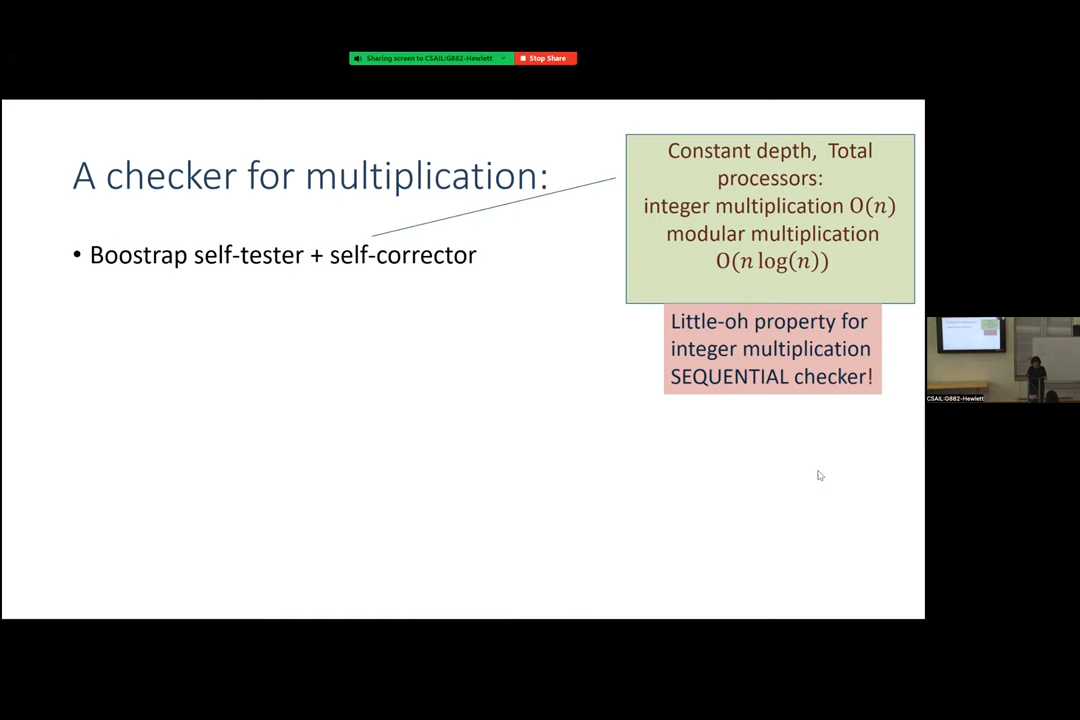 Sharing screen to CSAIL:G882-Hewlett
Stop Share
A checker for multiplication:
• Boostrap self-tester + self-corrector
Constant depth, Total
processors:
integer multiplication O(n)
modular multiplication
O(n log(n))
Little-oh property for
integer multiplication
SEQUENTIAL checker!
CSAIL:G882-Hewlett